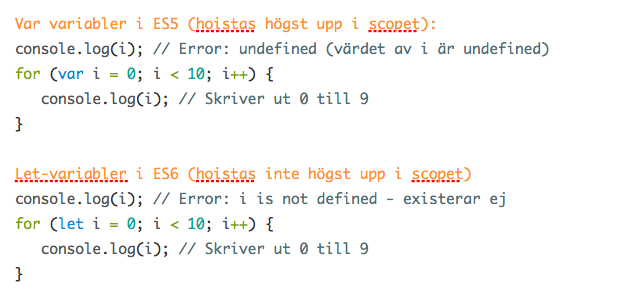 Var variabler i ES5 (hoistas högst upp i scopet):
console.log(i); // Error: undefined (värdet av i är undefined)
for (var i = 0; i < 10; i++) {
console.log(i); // Skriver ut 0 till 9
}
Let-variabler i ES6 (hoistas inte högst upp i scopet)
console.log(i); // Error: i is not defined - existerar ej
for (let i = 0; i < 10; i++) {
console.log(i); // Skriver ut 0 till 9
}